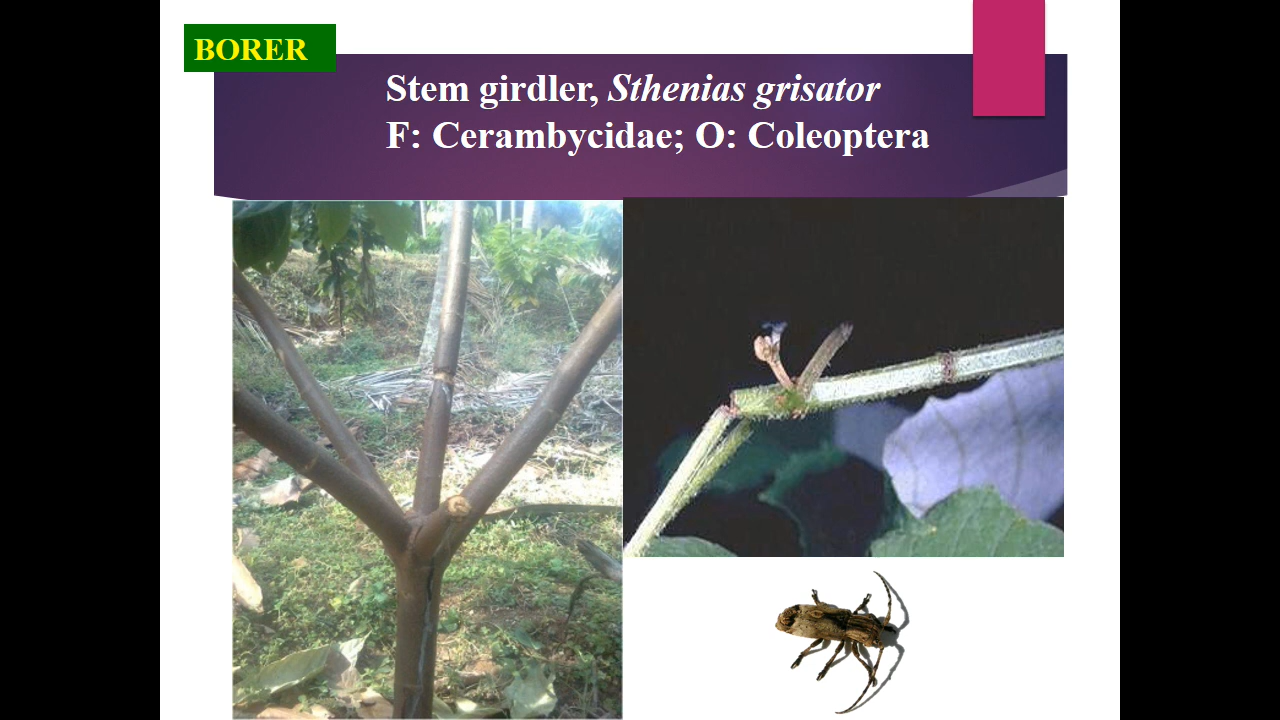 BORER
Stem girdler, Sthenias grisator
F: Cerambycidae; O: Coleoptera